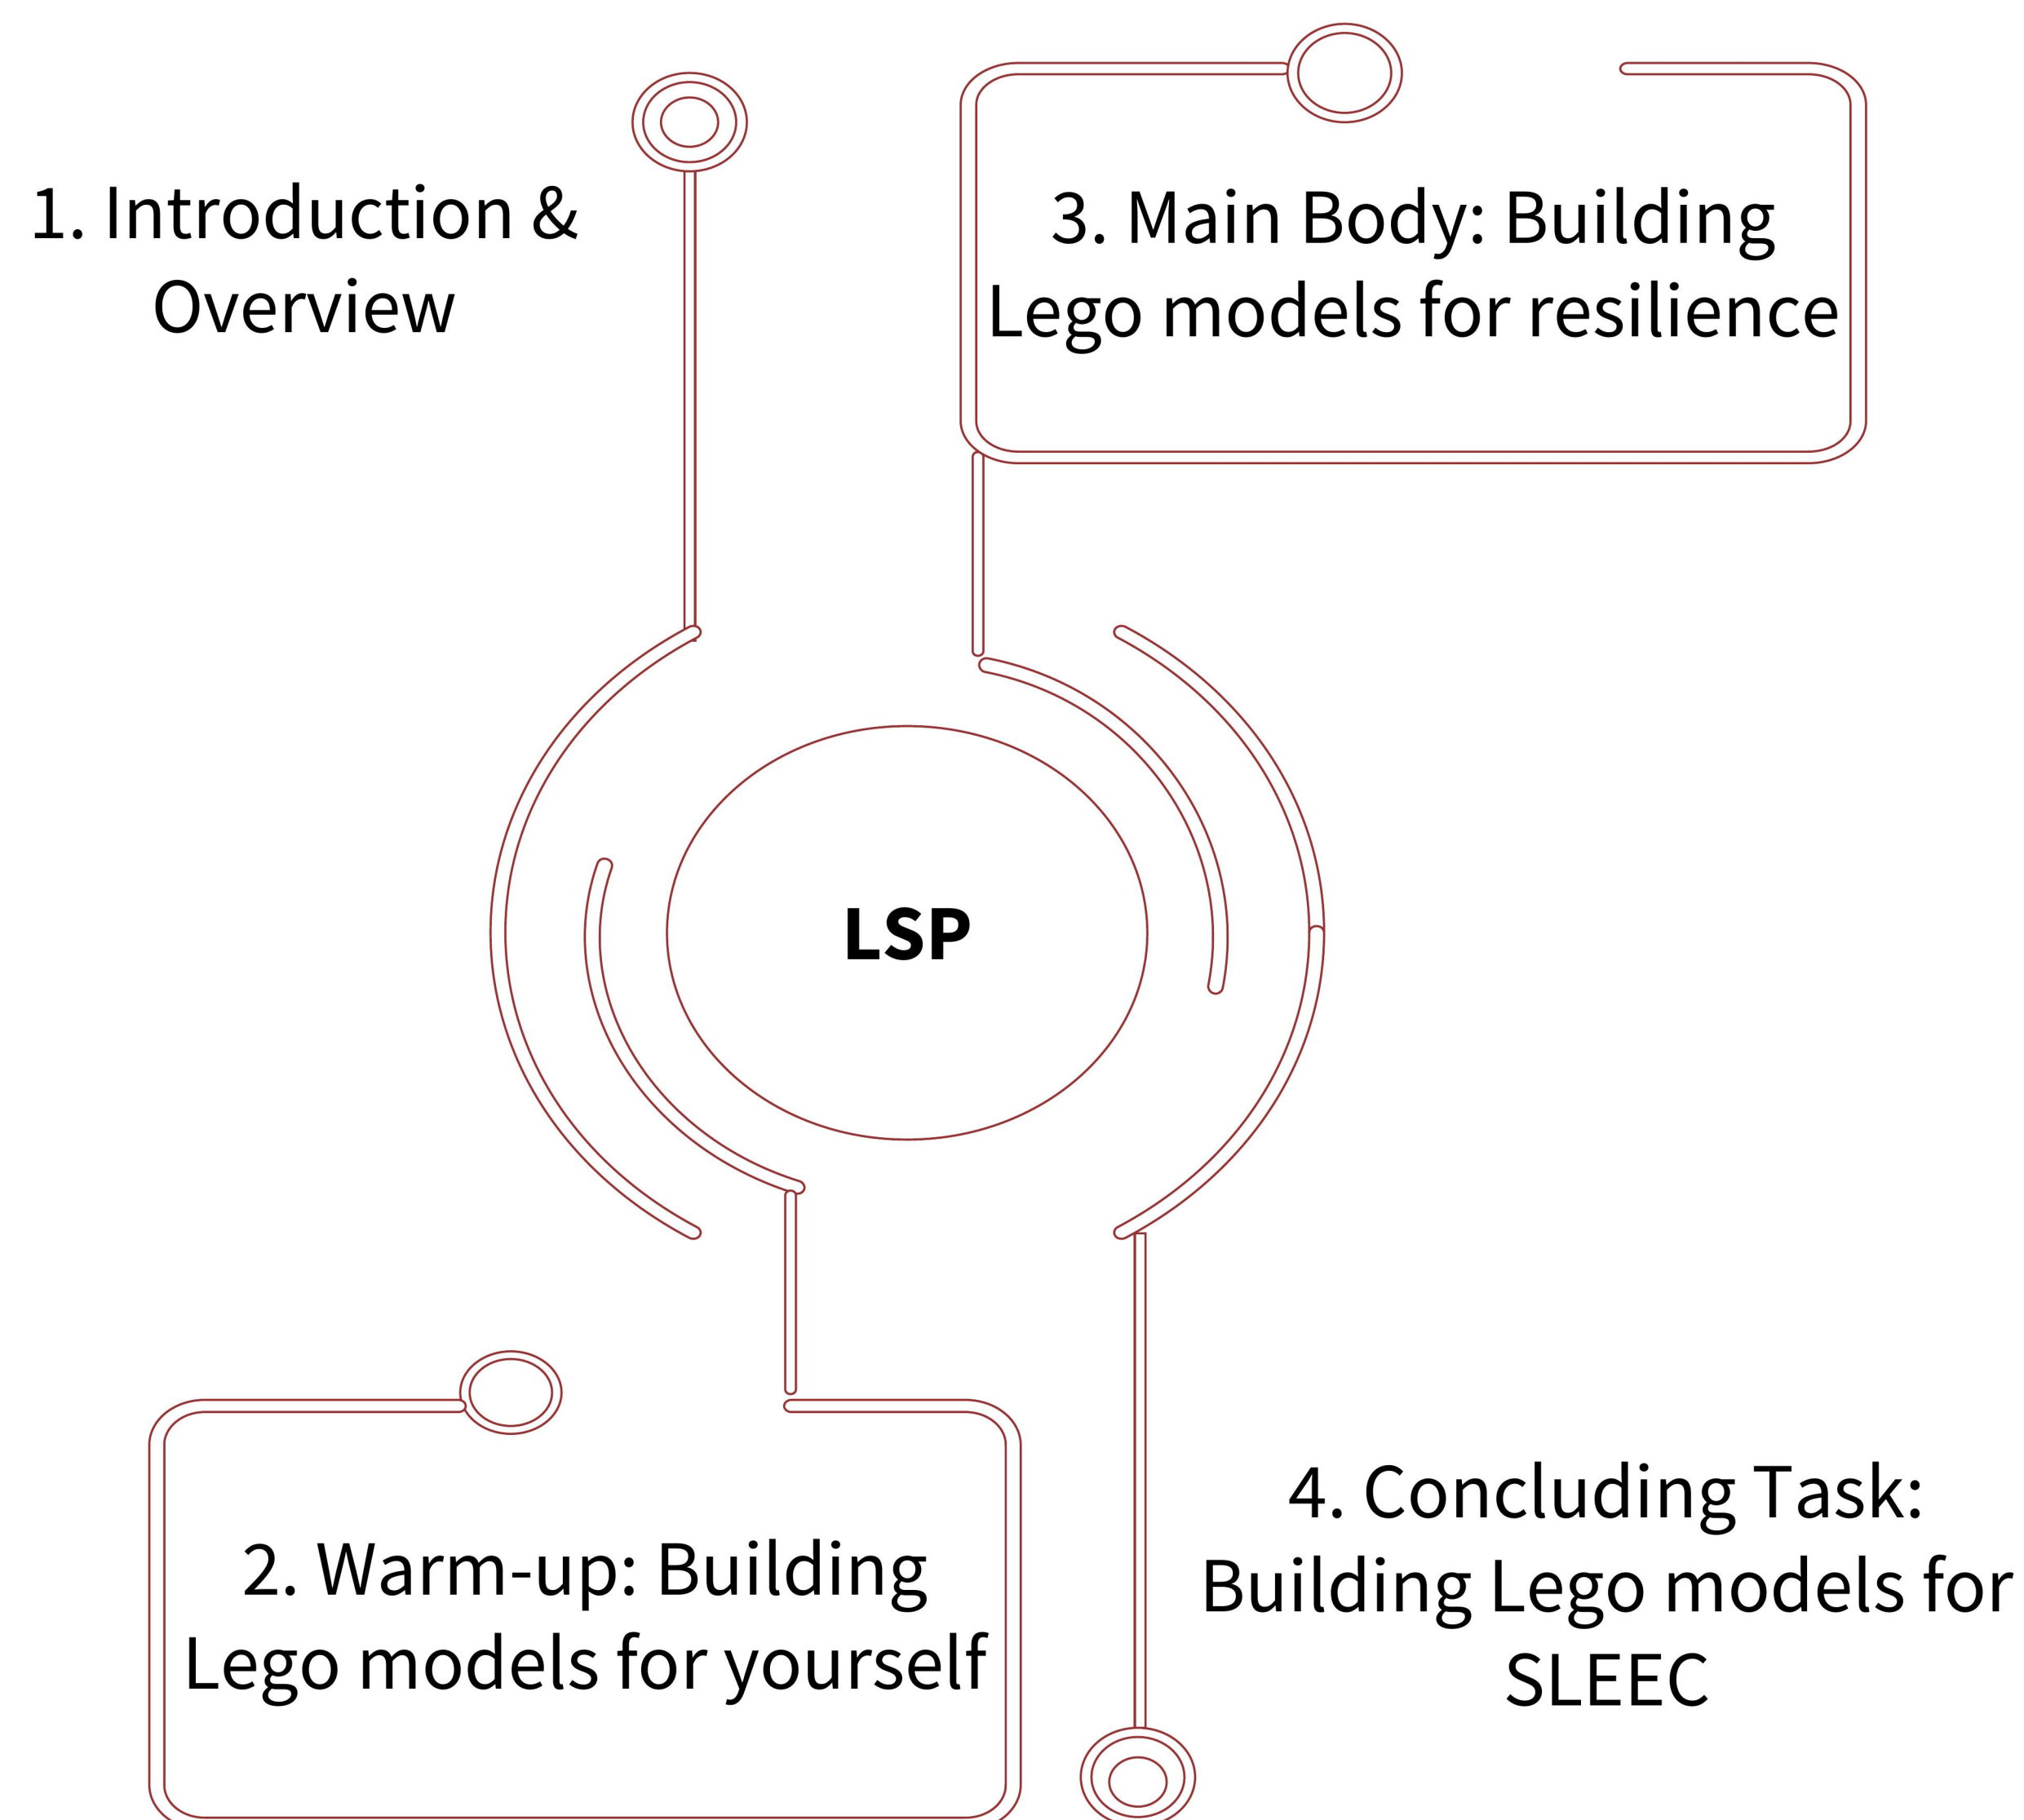 1. Introduction &
Overview
3. Main Body: Building
Lego models for resilience
LSP
2. Warm-up: Building
Lego models for yourself
4. Concluding Task:
Building Lego models for
SLEEC